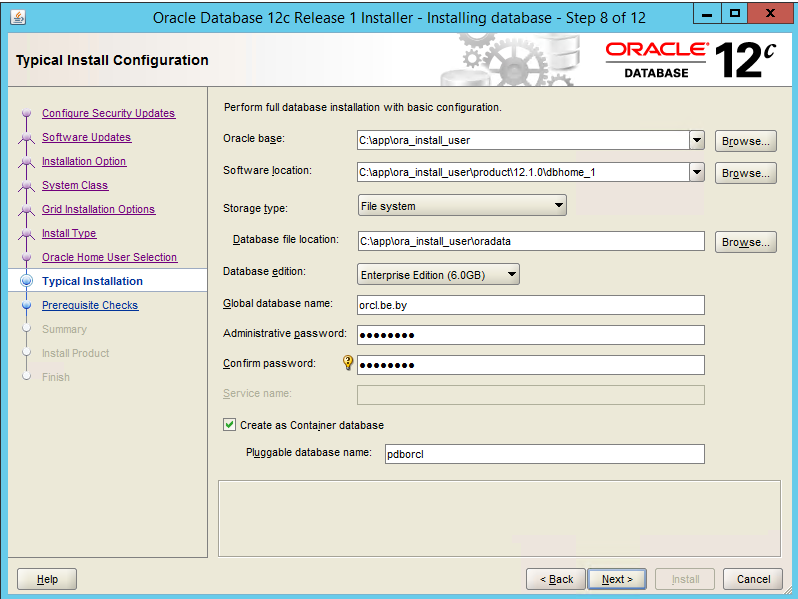 Oracle Database 12c Release 1 Installer - Installing database - Step 8 of 12
Typical Install Configuration
ORACLE® 12c
DATABASE
Configure Security Updates
Software Updates
Installation Option
System Class
Grid Installation Options
Install Type
Oracle Home User Selection
Typical Installation
Prerequisite Checks
Summary
Install Product
Finish
Perform full database installation with basic configuration.
Oracle base: C:\app\ora_install_user Browse...
Software location: C:\app\ora_install_user\product\12.1.0\dbhome_1 Browse...
Storage type: File system
Database file location: C:\app\ora_install_user\oradata Browse...
Database edition: Enterprise Edition (6.0GB)
Global database name: orcl.be.by
Administrative password: ●●●●●●●●
Confirm password: ●●●●●●●●
Service name:
Create as Container database
Pluggable database name: pdborcl
Help < Back Next > Install Cancel